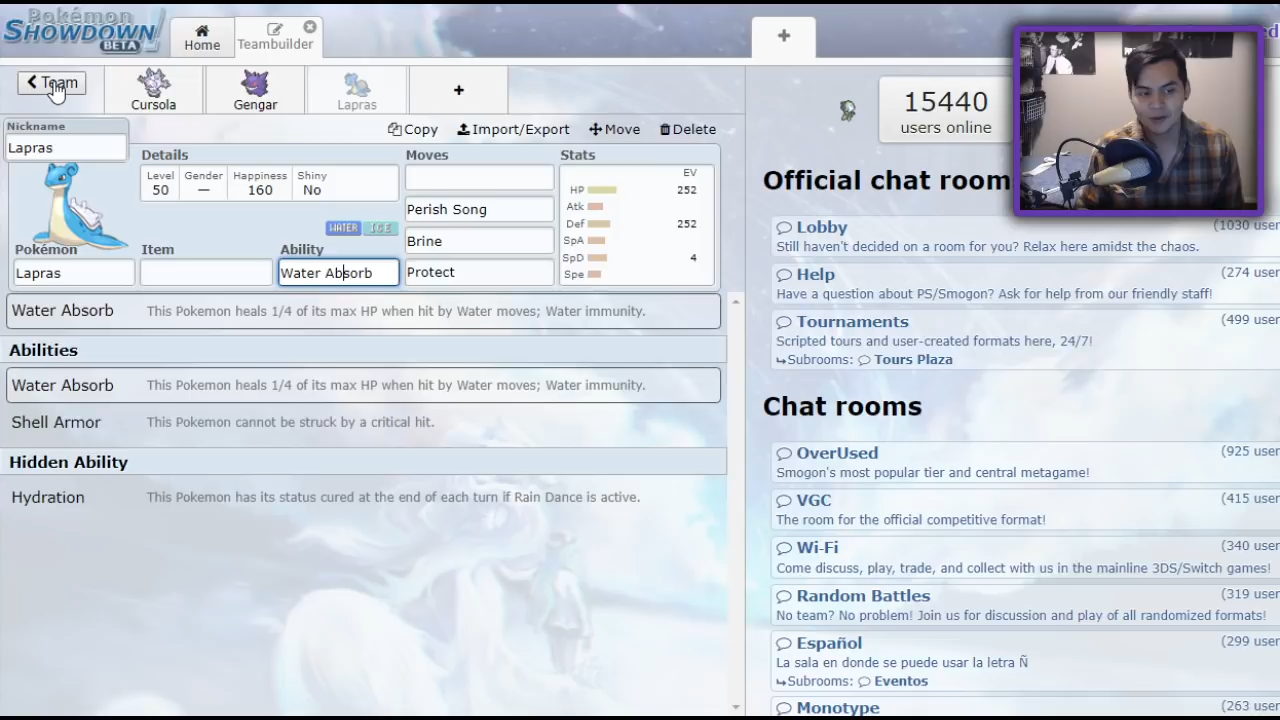 Pokémon
SHOWDOWN
BETA
Home
Teambuilder
+
Team
Cursola
Gengar
Lapras
+
Copy
Import/Export
Move
Delete
Nickname
Lapras
Details
Level
50
Gender
—
Happiness
160
Shiny
No
WATER
ICE
Pokémon
Lapras
Item
Ability
Water Absorb
Moves
Perish Song
Brine
Protect
Stats
EV
HP 252
Atk
Def 252
SpA
SpD 4
Spe
Water Absorb This Pokemon heals 1/4 of its max HP when hit by Water moves; Water immunity.
Abilities
Water Absorb This Pokemon heals 1/4 of its max HP when hit by Water moves; Water immunity.
Shell Armor This Pokemon cannot be struck by a critical hit.
Hidden Ability
Hydration This Pokemon has its status cured at the end of each turn if Rain Dance is active.
15440
users online
Official chat room
Lobby (1030 user
Still haven't decided on a room for you? Relax here amidst the chaos.
Help (274 user
Have a question about PS/Smogon? Ask for help from our friendly staff!
Tournaments (499 user
Scripted tours and user-created formats here, 24/7!
↳Subrooms: Tours Plaza
Chat rooms
OverUsed (925 user
Smogon's most popular tier and central metagame!
VGC (415 user
The room for the official competitive format!
Wi-Fi (340 user
Come discuss, play, trade, and collect with us in the mainline 3DS/Switch games!
Random Battles (319 user
No team? No problem! Join us for discussion and play of all randomized formats!
Español (299 user
La sala en donde se puede usar la letra Ñ
↳Subrooms: Eventos
Monotype (263 user